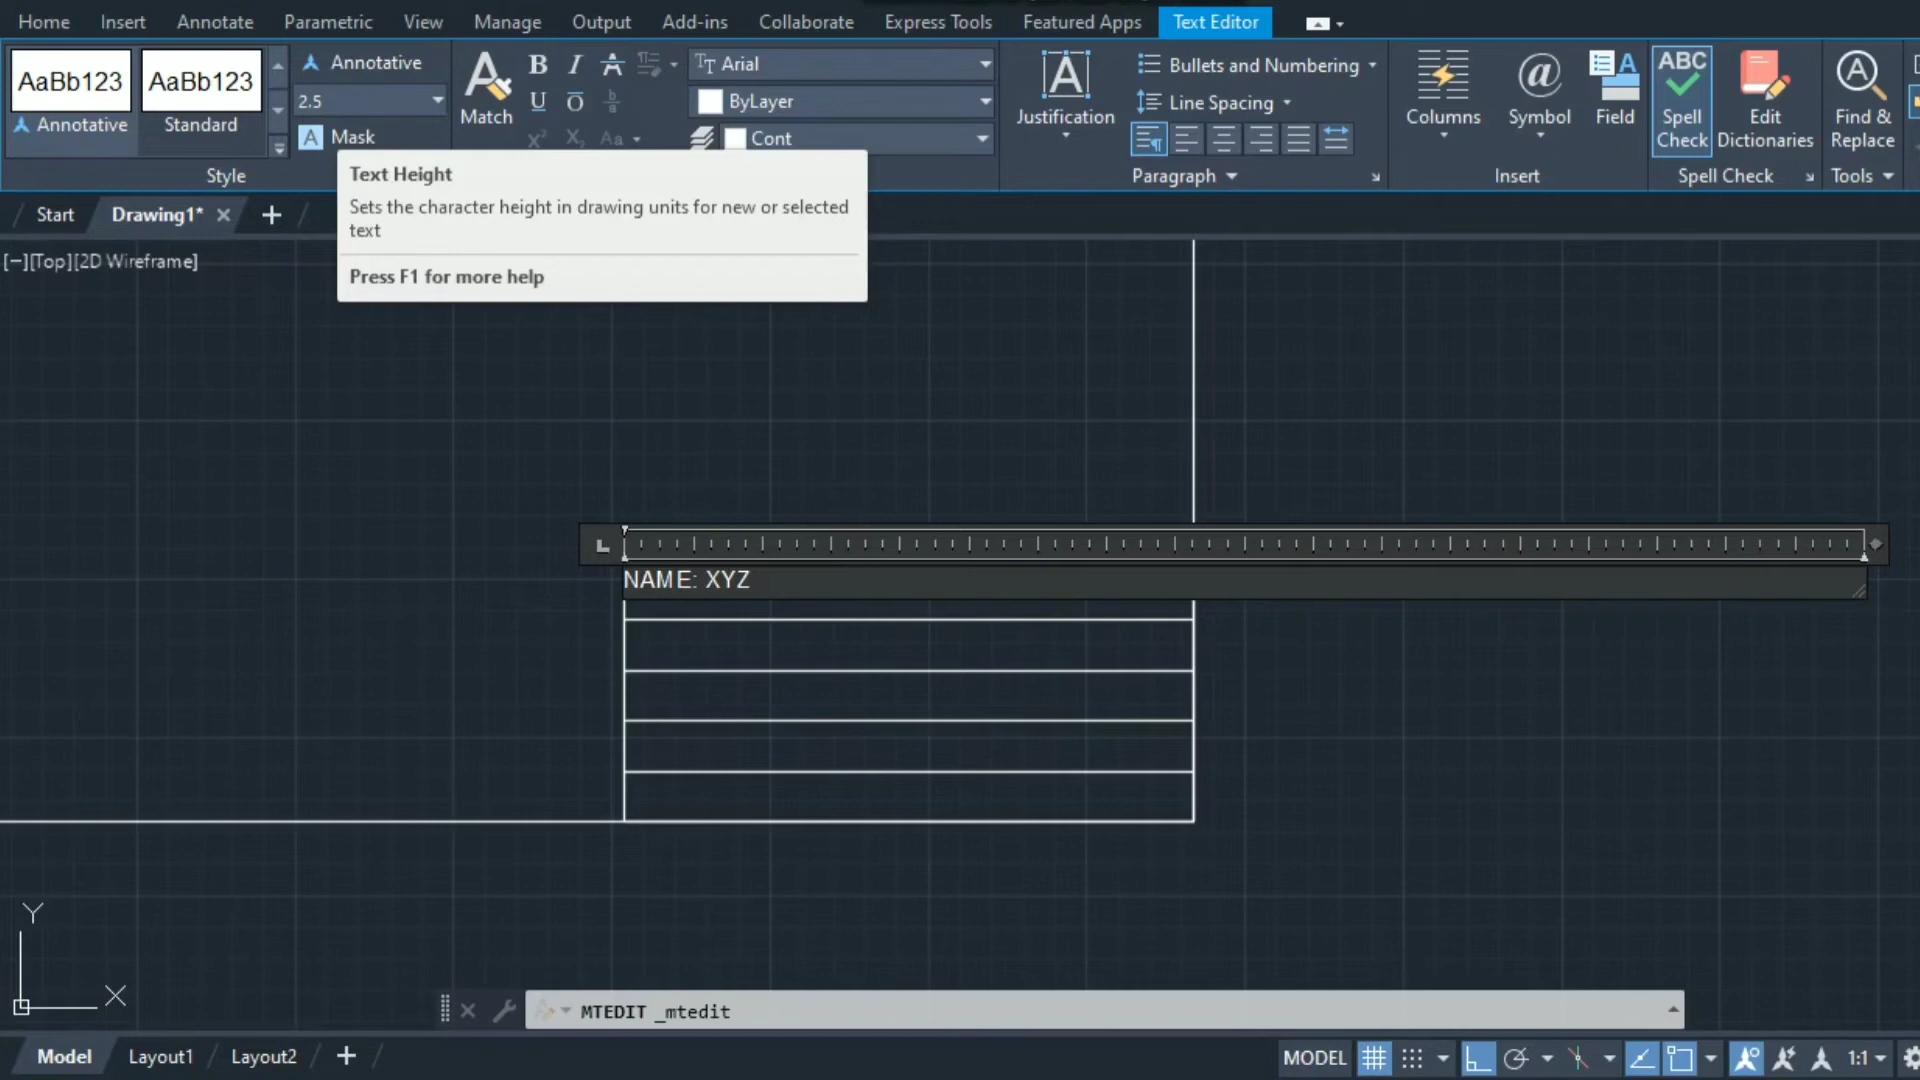 Home Insert Annotate Parametric View Manage Output Add-ins Collaborate Express Tools Featured Apps Text Editor
AaBb123 AaBb123
Annotative Standard
Annotative
2.5
Mask
Style
Match
B I A
U O b/a
X² X₂ Aa
Arial
ByLayer
Cont
A
Justification
Bullets and Numbering
Line Spacing
Paragraph
Columns
@
Symbol
A
Field
Insert
ABC
Spell
Check
Edit
Dictionaries
Spell Check
A
Find &
Replace
Tools
Text Height
Sets the character height in drawing units for new or selected
text
Press F1 for more help
Start Drawing1*
[−][Top][2D Wireframe]
NAME: XYZ
Y
X
MTEDIT _mtedit
Model Layout1 Layout2
MODEL 1:1